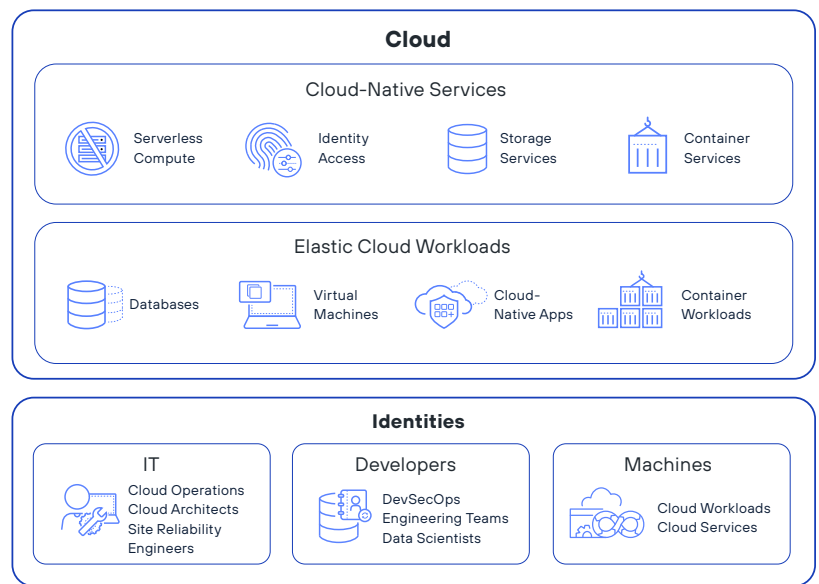 Cloud
Cloud-Native Services
Serverless
Compute
Identity
Access
Storage
Services
Container
Services
Elastic Cloud Workloads
Databases
Virtual
Machines
Cloud-
Native Apps
Container
Workloads
Identities
IT
Cloud Operations
Cloud Architects
Site Reliability
Engineers
Developers
DevSecOps
Engineering Teams
Data Scientists
Machines
Cloud Workloads
Cloud Services